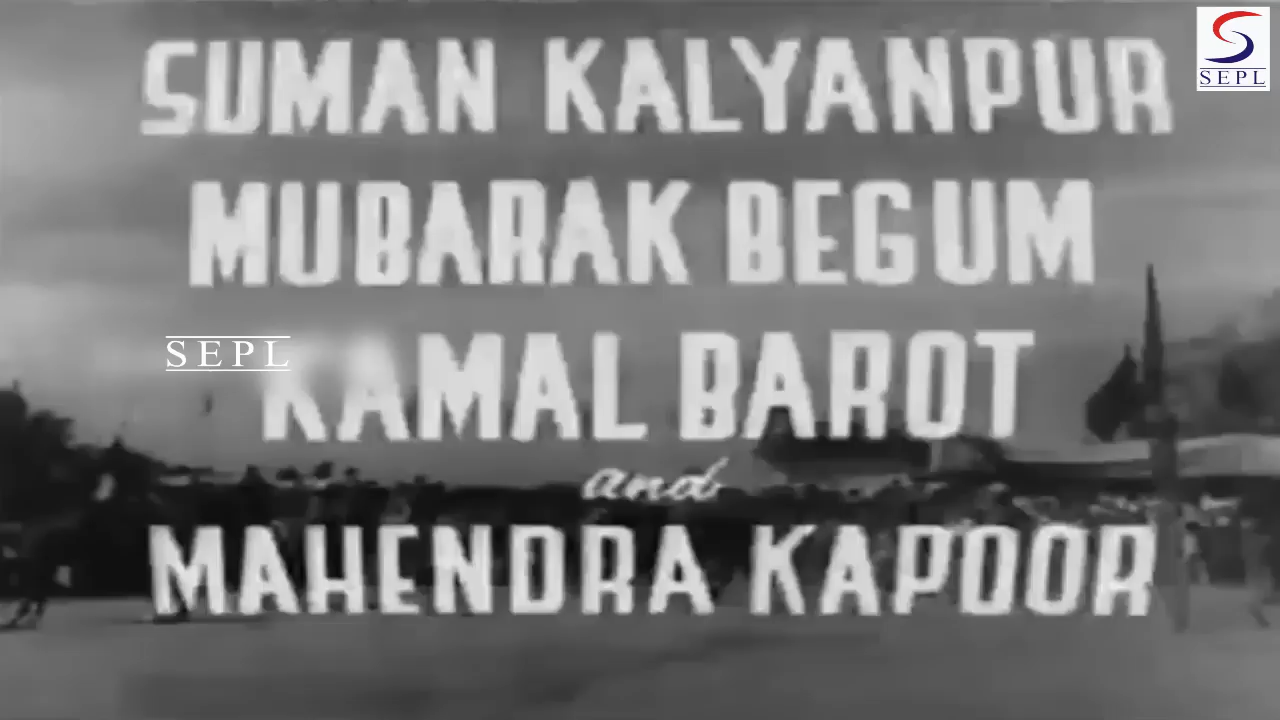 SEPL
SUMAN KALYANPUR
MUBARAK BEGUM
SEPL
KAMAL BAROT
and
MAHENDRA KAPOOR